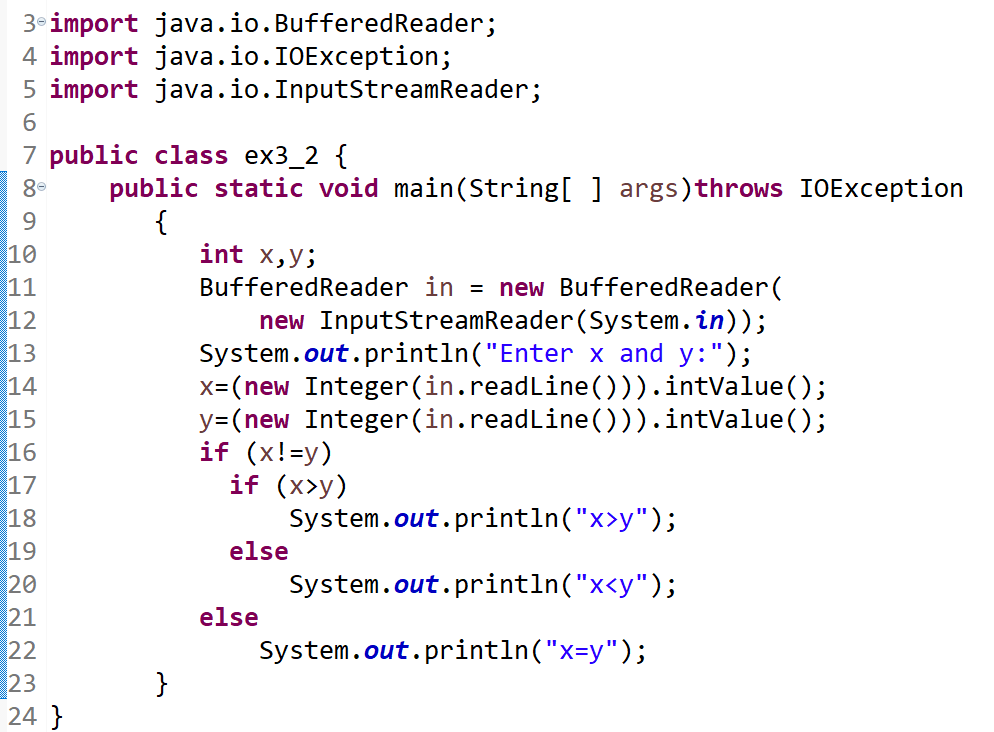 3 import java.io.BufferedReader;
4 import java.io.IOException;
5 import java.io.InputStreamReader;
6
7 public class ex3_2 {
8     public static void main(String[ ] args)throws IOException
9        {
10          int x,y;
11          BufferedReader in = new BufferedReader(
12              new InputStreamReader(System.in));
13          System.out.println("Enter x and y:");
14          x=(new Integer(in.readLine())).intValue();
15          y=(new Integer(in.readLine())).intValue();
16          if (x!=y)
17            if (x>y)
18                System.out.println("x>y");
19            else
20                System.out.println("x<y");
21          else
22              System.out.println("x=y");
23       }
24 }